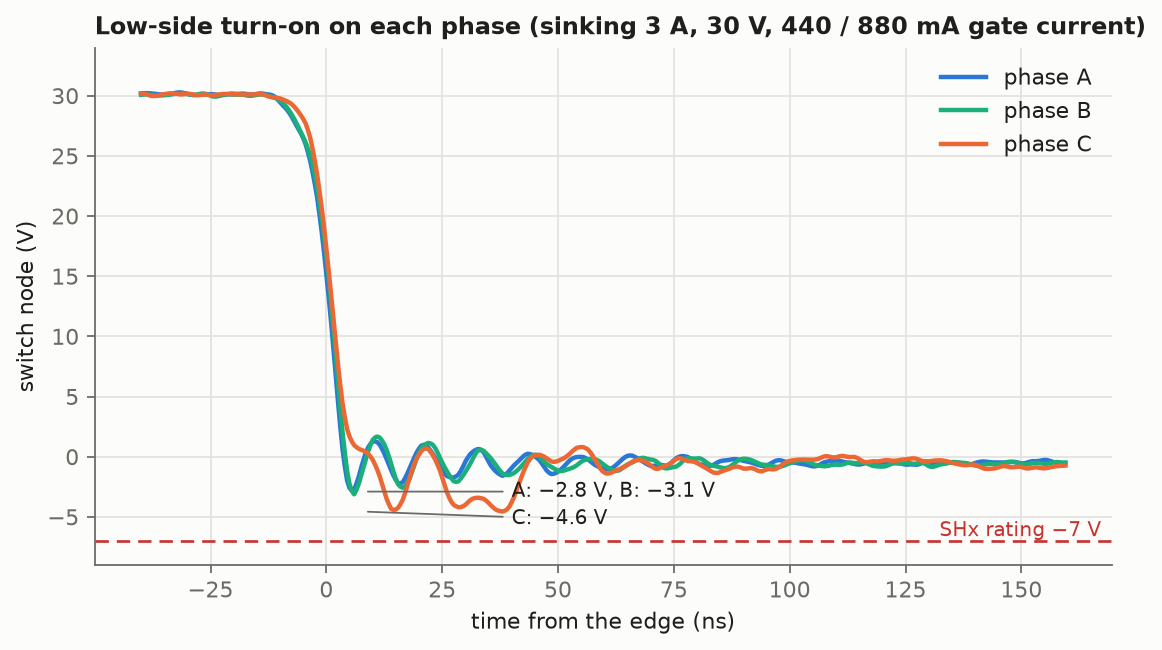 Low-side turn-on on each phase (sinking 3 A, 30 V, 440 / 880 mA gate current)
phase A
phase B
phase C
switch node (V)
30
25
20
15
10
5
0
−5
A: −2.8 V, B: −3.1 V
C: −4.6 V
SHx rating −7 V
−25
0
25
50
75
100
125
150
time from the edge (ns)